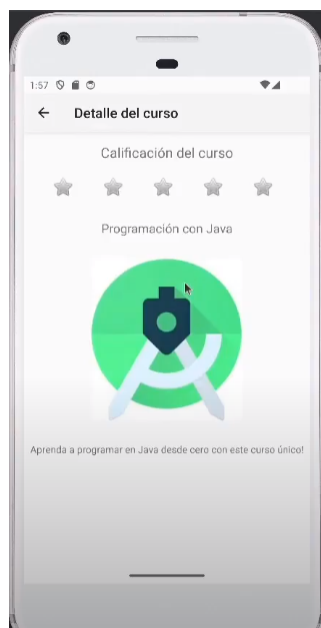 1:57
Detalle del curso
Calificación del curso
Programación con Java
Aprenda a programar en Java desde cero con este curso único!